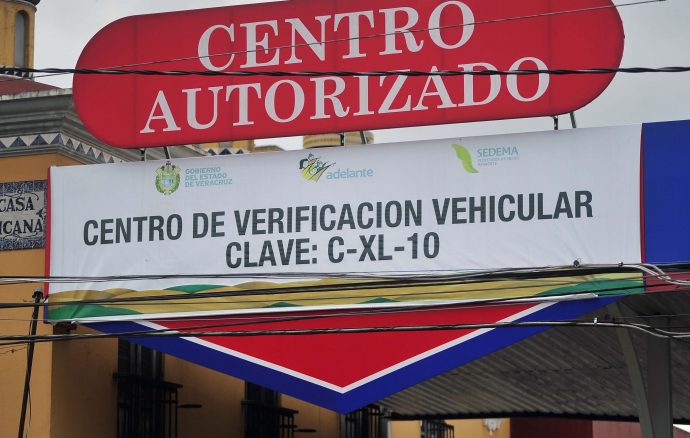 CENTRO
AUTORIZADO
GOBIERNO
DEL ESTADO
DE VERACRUZ
adelante
SEDEMA
CENTRO DE VERIFICACION VEHICULAR
CLAVE: C-XL-10
CASA
ICANA